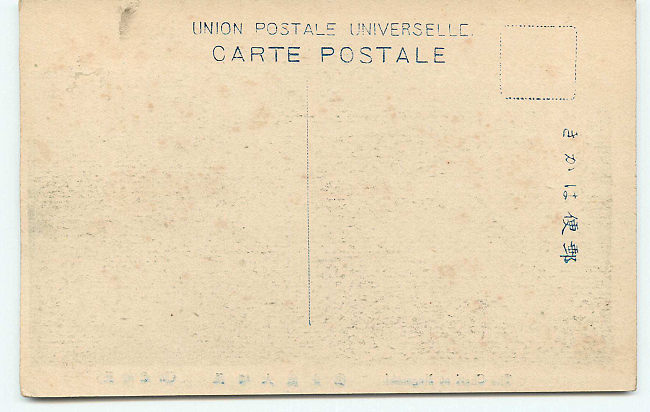 UNION POSTALE UNIVERSELLE.
CARTE POSTALE
郵便はかき